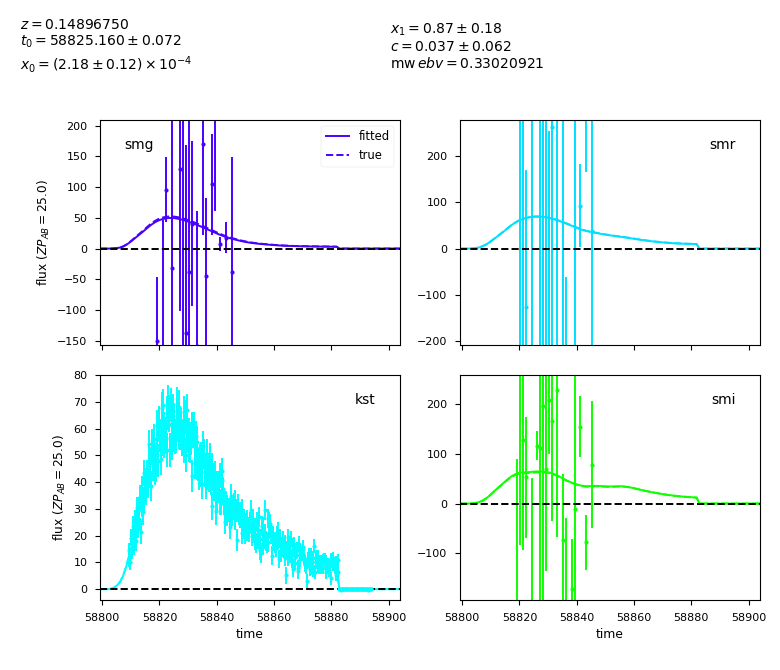 z = 0.14896750
t₀ = 58825.160 ± 0.072
x₀ = (2.18 ± 0.12) × 10⁻⁴
x₁ = 0.87 ± 0.18
c = 0.037 ± 0.062
mw ebv = 0.33020921
smg
fitted
true
200
150
100
50
0
−50
−100
−150
flux (ZP_AB = 25.0)
smr
200
100
0
−100
−200
kst
80
70
60
50
40
30
20
10
0
flux (ZP_AB = 25.0)
58800 58820 58840 58860 58880 58900
time
smi
200
100
0
−100
58800 58820 58840 58860 58880 58900
time